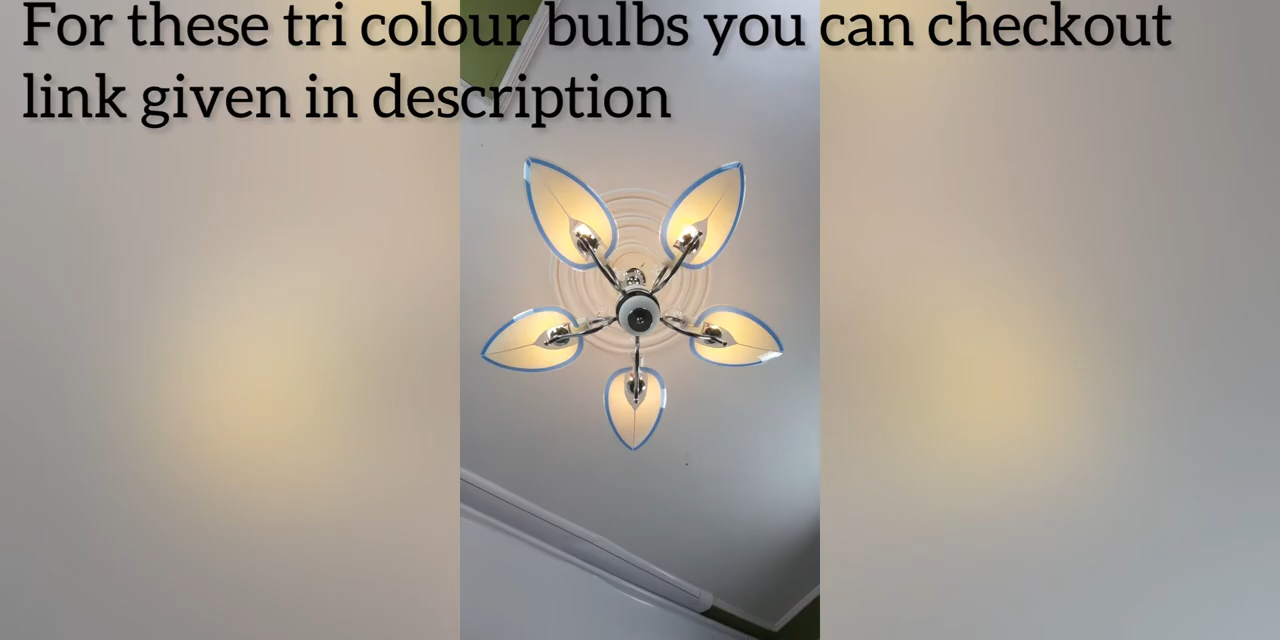 For these tri colour bulbs you can checkout
link given in description